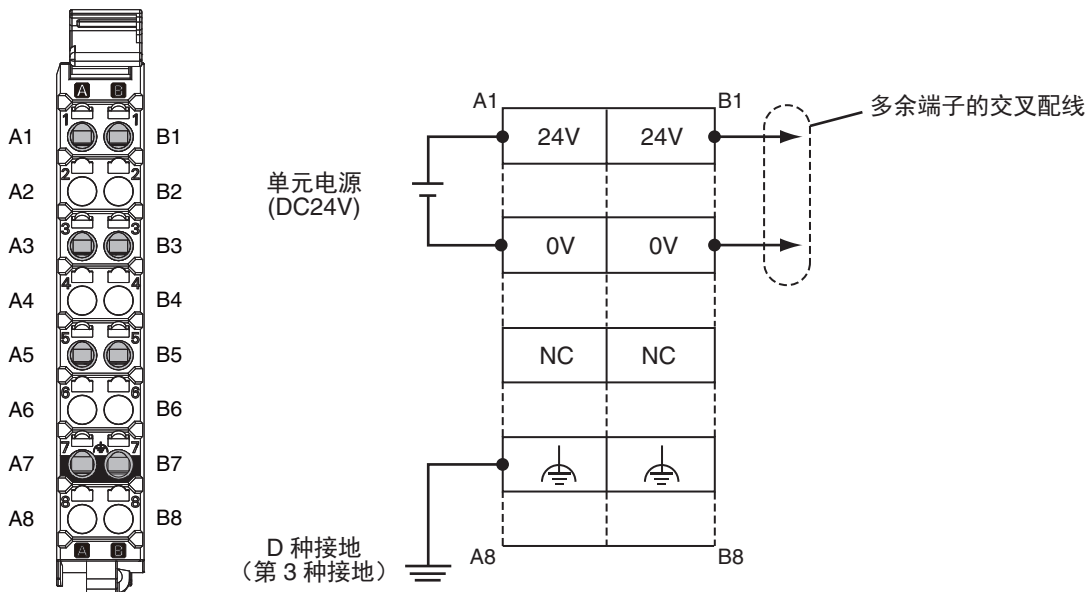 A B
A1 1 1 B1
A2 2 2 B2
A3 3 3 B3
A4 4 4 B4
A5 5 5 B5
A6 6 6 B6
A7 7 7 B7
A8 8 8 B8
A B
A1 B1
多余端子的交叉配线
24V 24V
单元电源
(DC24V)
0V 0V
NC NC
D 种接地
(第 3 种接地)
A8 B8